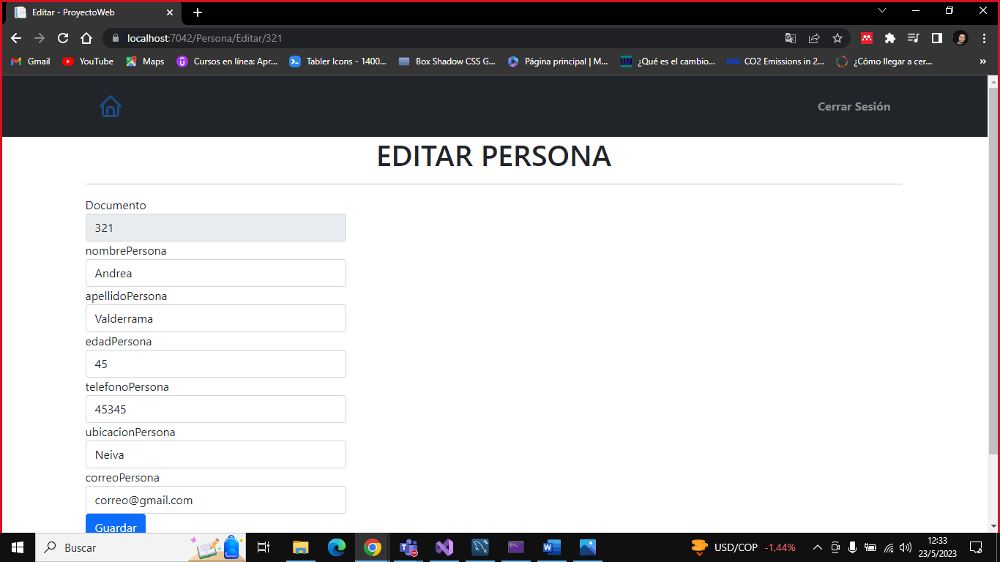 Editar - ProyectoWeb
localhost:7042/Persona/Editar/321
Gmail YouTube Maps Cursos en línea: Apr... Tabler Icons - 1400... Box Shadow CSS G... Página principal | M... UN ¿Qué es el cambio... CO2 Emissions in 2... ¿Cómo llegar a cer... »
Cerrar Sesión
EDITAR PERSONA
Documento
321
nombrePersona
Andrea
apellidoPersona
Valderrama
edadPersona
45
telefonoPersona
45345
ubicacionPersona
Neiva
correoPersona
correo@gmail.com
Guardar
Buscar USD/COP -1,44% 12:33
23/5/2023